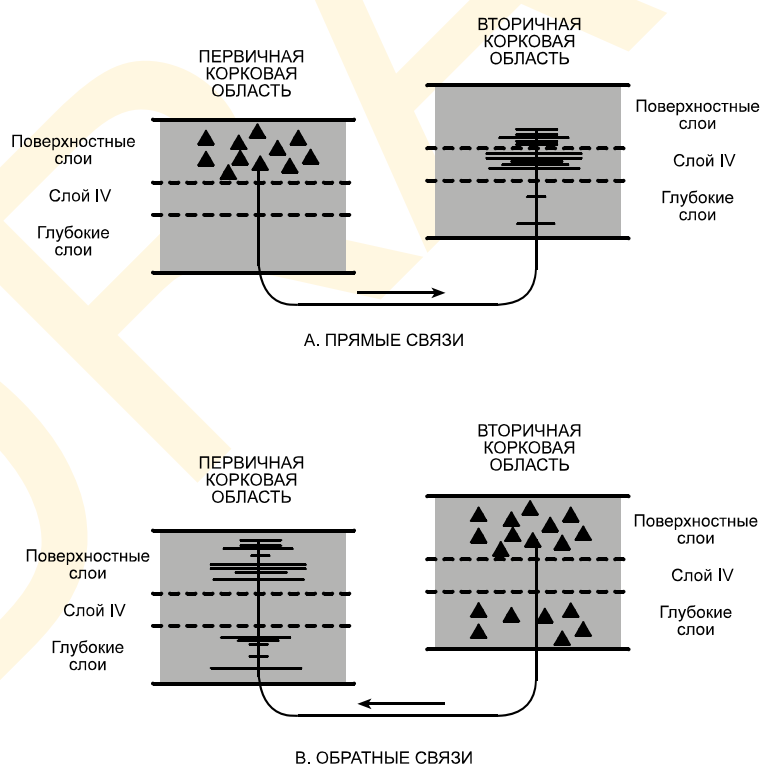 ПЕРВИЧНАЯ
КОРКОВАЯ
ОБЛАСТЬ
ВТОРИЧНАЯ
КОРКОВАЯ
ОБЛАСТЬ
Поверхностные
слои
Слой IV
Глубокие
слои
Поверхностные
слои
Слой IV
Глубокие
слои
А. ПРЯМЫЕ СВЯЗИ
ПЕРВИЧНАЯ
КОРКОВАЯ
ОБЛАСТЬ
ВТОРИЧНАЯ
КОРКОВАЯ
ОБЛАСТЬ
Поверхностные
слои
Слой IV
Глубокие
слои
Поверхностные
слои
Слой IV
Глубокие
слои
В. ОБРАТНЫЕ СВЯЗИ